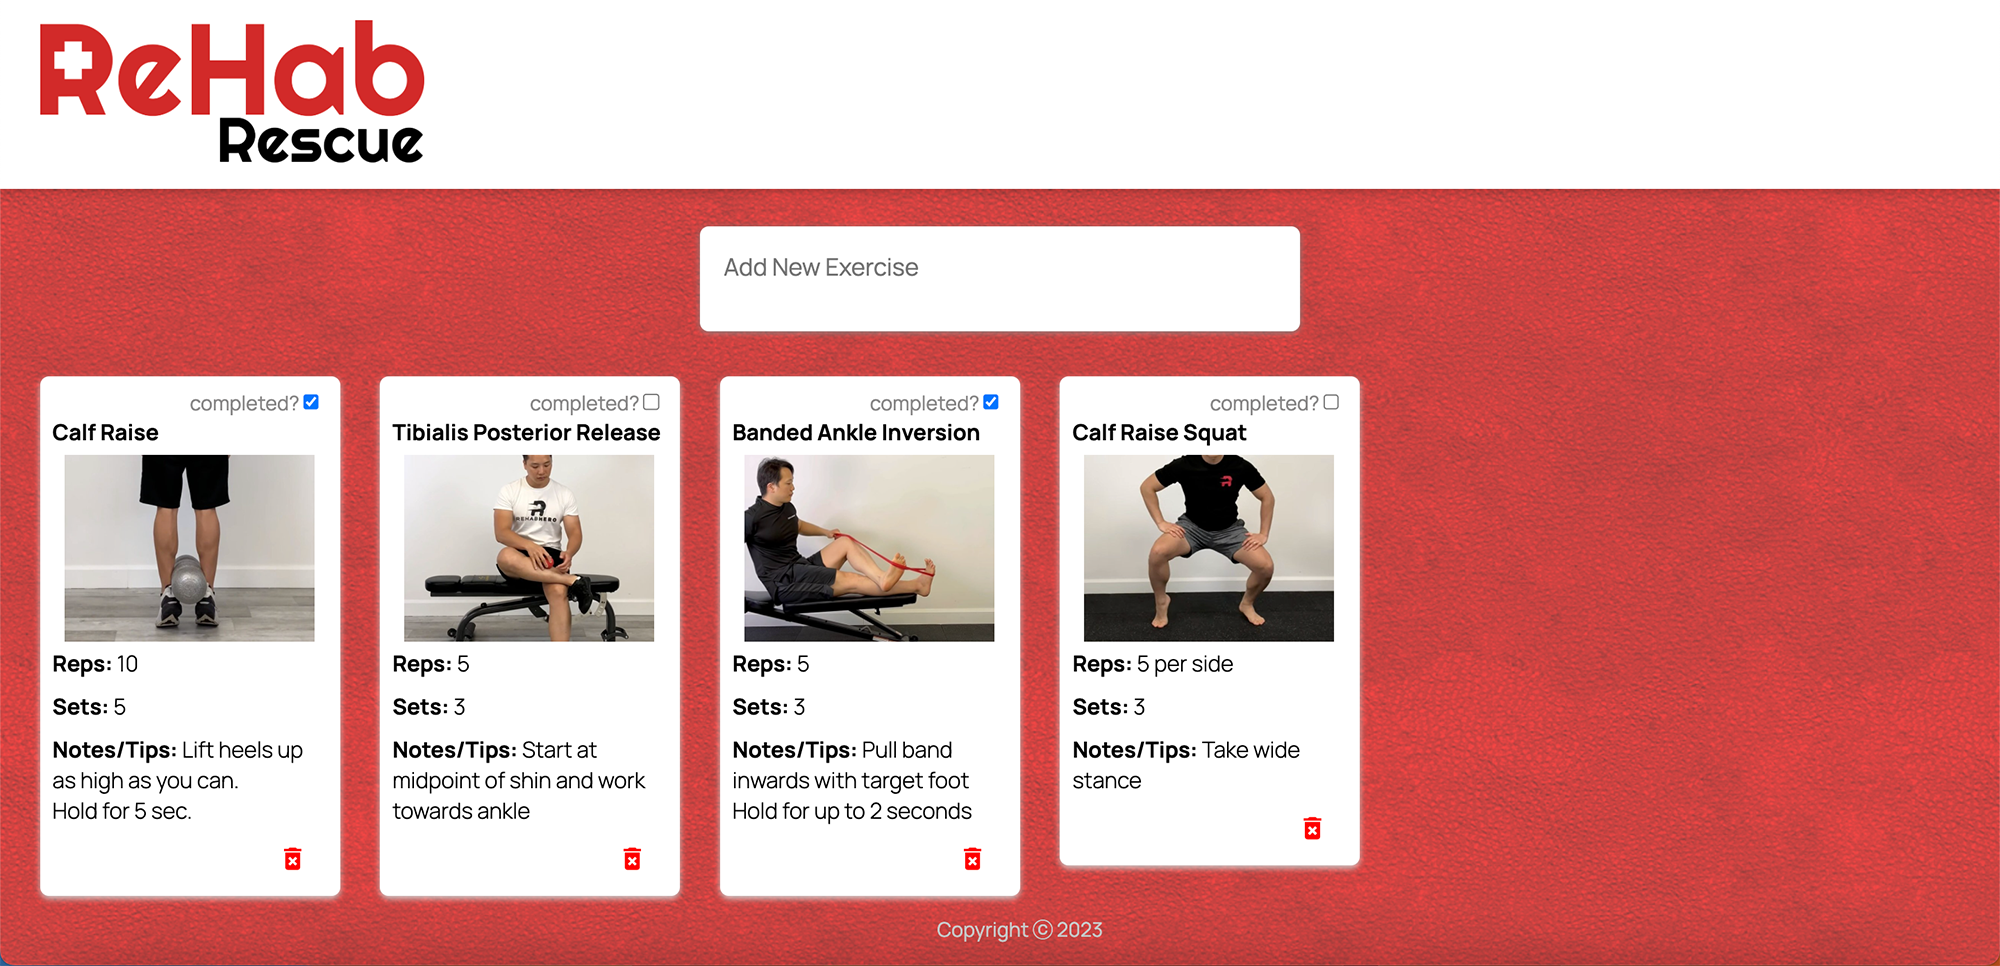 ReHab
Rescue
Add New Exercise
completed?
Calf Raise
REHABHERO
Reps: 10
Sets: 5
Notes/Tips: Lift heels up
as high as you can.
Hold for 5 sec.
completed?
Tibialis Posterior Release
Reps: 5
Sets: 3
Notes/Tips: Start at
midpoint of shin and work
towards ankle
completed?
Banded Ankle Inversion
Reps: 5
Sets: 3
Notes/Tips: Pull band
inwards with target foot
Hold for up to 2 seconds
completed?
Calf Raise Squat
Reps: 5 per side
Sets: 3
Notes/Tips: Take wide
stance
Copyright © 2023